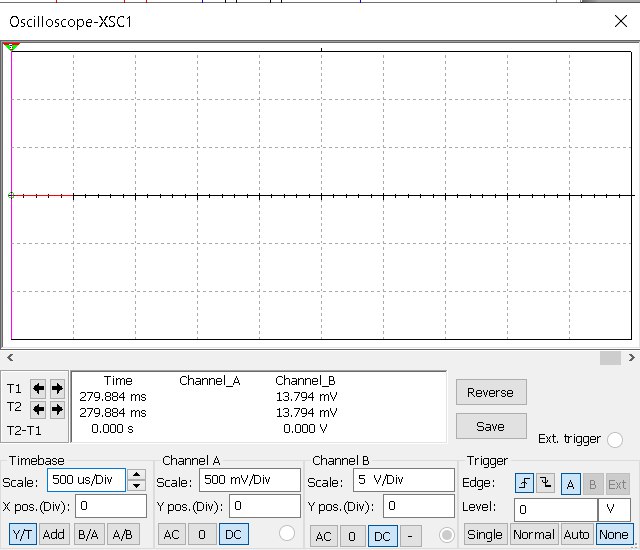 Oscilloscope-XSC1
Time Channel_A Channel_B
T1 279.884 ms 13.794 mV
T2 279.884 ms 13.794 mV
T2-T1 0.000 s 0.000 V
Reverse
Save
Ext. trigger
Timebase Channel A Channel B Trigger
Scale: 500 us/Div Scale: 500 mV/Div Scale: 5 V/Div Edge: A B Ext
X pos.(Div): 0 Y pos.(Div): 0 Y pos.(Div): 0 Level: 0 V
Y/T Add B/A A/B AC 0 DC AC 0 DC - Single Normal Auto None